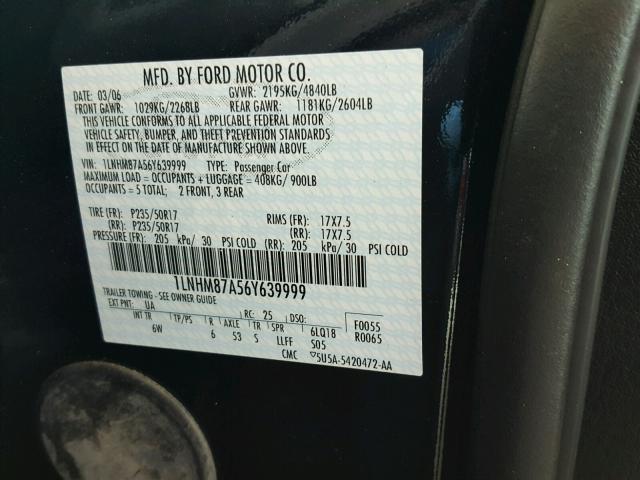 MFD. BY FORD MOTOR CO.
DATE: 03/06 GVWR: 2195KG/4840LB
FRONT GAWR: 1029KG/2268LB REAR GAWR: 1181KG/2604LB
THIS VEHICLE CONFORMS TO ALL APPLICABLE FEDERAL MOTOR
VEHICLE SAFETY, BUMPER, AND THEFT PREVENTION STANDARDS
IN EFFECT ON THE DATE OF MANUFACTURE SHOWN ABOVE.
VIN: 1LNHM87A56Y639999 TYPE: Passenger Car
MAXIMUM LOAD = OCCUPANTS + LUGGAGE = 408KG/ 900LB
OCCUPANTS = 5 TOTAL; 2 FRONT, 3 REAR
TIRE (FR): P235/50R17 RIMS (FR): 17X7.5
(RR): P235/50R17 (RR): 17X7.5
PRESSURE (FR): 205 kPa/ 30 PSI COLD (RR): 205 kPa/ 30 PSI COLD
1LNHM87A56Y639999
TRAILER TOWING - SEE OWNER GUIDE
EXT PNT: UA RC: 25 DSO: F0055
INT TR TP/PS R AXLE TR SPR 6LQ18 R0065
6W 6 53 S LLFF 505
CMC 5U5A-5420472-AA